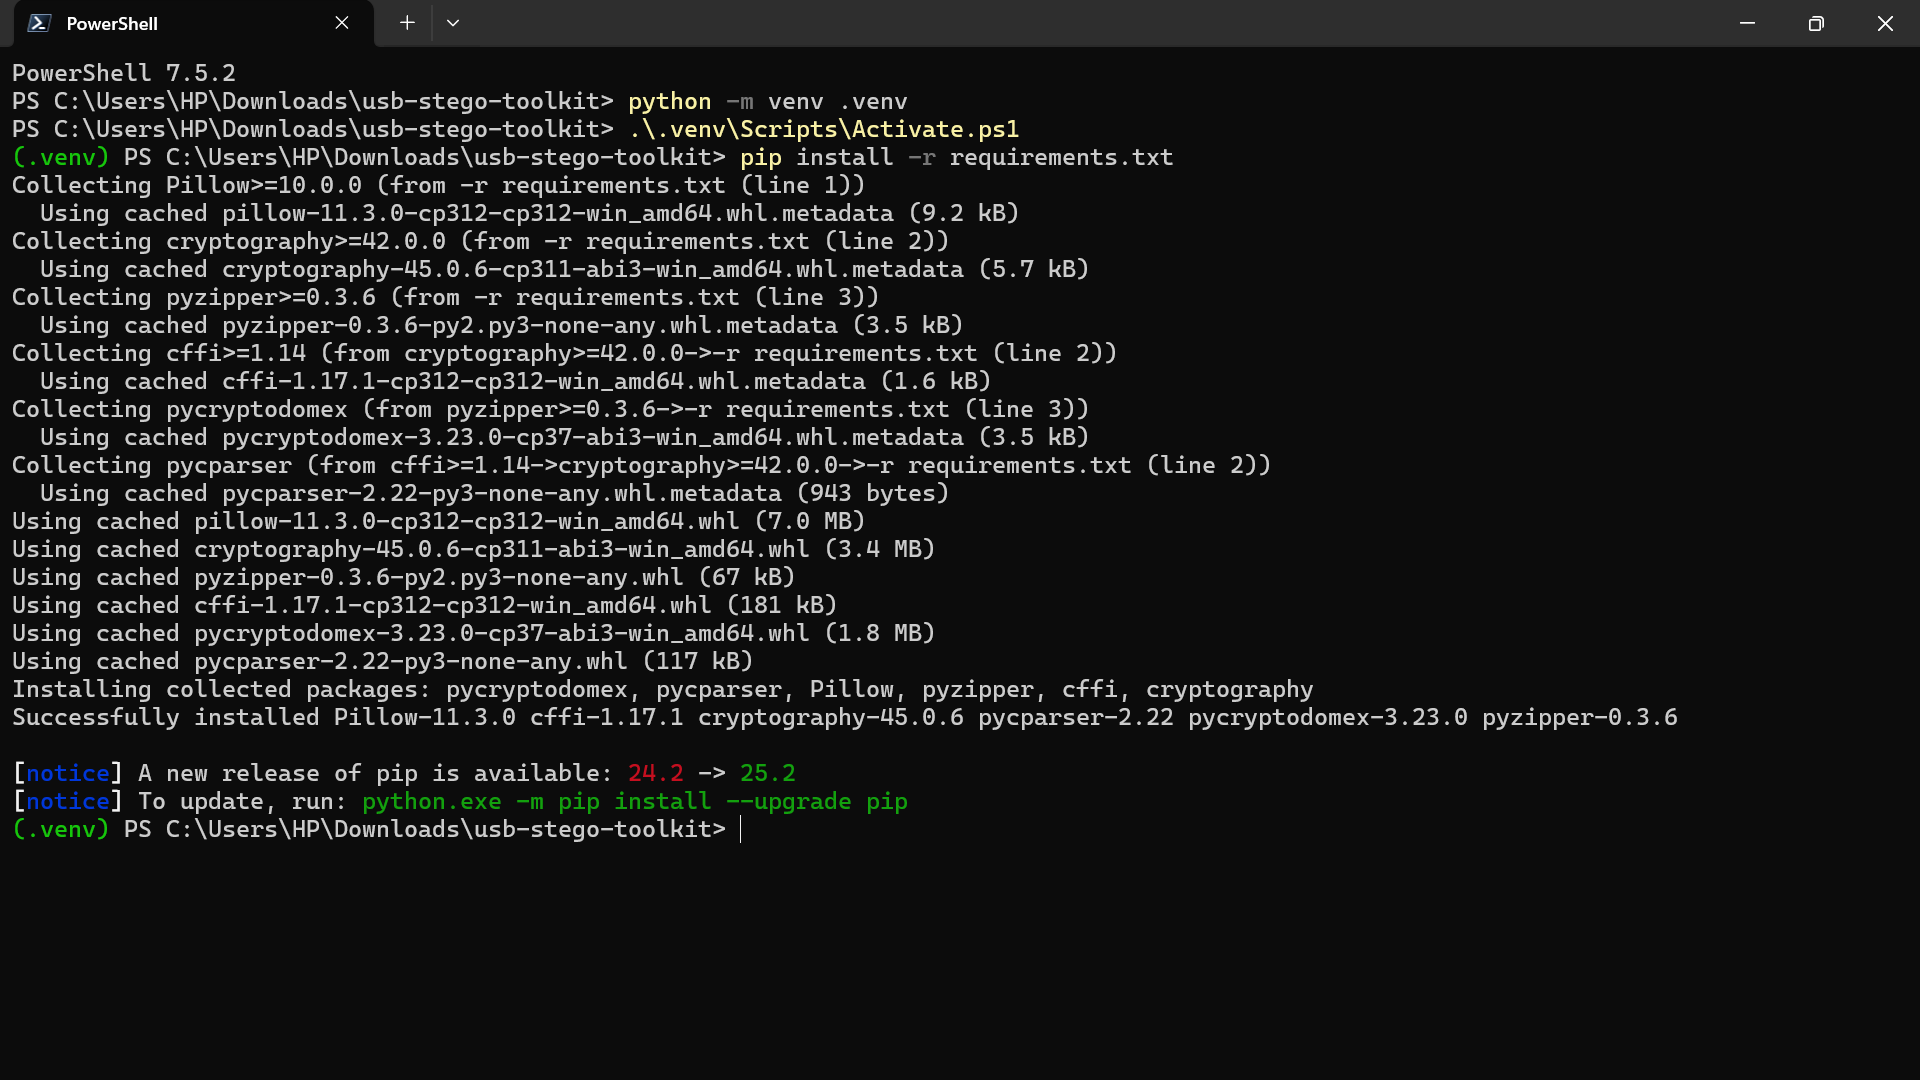 PowerShell
PowerShell 7.5.2
PS C:\Users\HP\Downloads\usb-stego-toolkit> python -m venv .venv
PS C:\Users\HP\Downloads\usb-stego-toolkit> .\.venv\Scripts\Activate.ps1
(.venv) PS C:\Users\HP\Downloads\usb-stego-toolkit> pip install -r requirements.txt
Collecting Pillow>=10.0.0 (from -r requirements.txt (line 1))
  Using cached pillow-11.3.0-cp312-cp312-win_amd64.whl.metadata (9.2 kB)
Collecting cryptography>=42.0.0 (from -r requirements.txt (line 2))
  Using cached cryptography-45.0.6-cp311-abi3-win_amd64.whl.metadata (5.7 kB)
Collecting pyzipper>=0.3.6 (from -r requirements.txt (line 3))
  Using cached pyzipper-0.3.6-py2.py3-none-any.whl.metadata (3.5 kB)
Collecting cffi>=1.14 (from cryptography>=42.0.0->-r requirements.txt (line 2))
  Using cached cffi-1.17.1-cp312-cp312-win_amd64.whl.metadata (1.6 kB)
Collecting pycryptodomex (from pyzipper>=0.3.6->-r requirements.txt (line 3))
  Using cached pycryptodomex-3.23.0-cp37-abi3-win_amd64.whl.metadata (3.5 kB)
Collecting pycparser (from cffi>=1.14->cryptography>=42.0.0->-r requirements.txt (line 2))
  Using cached pycparser-2.22-py3-none-any.whl.metadata (943 bytes)
Using cached pillow-11.3.0-cp312-cp312-win_amd64.whl (7.0 MB)
Using cached cryptography-45.0.6-cp311-abi3-win_amd64.whl (3.4 MB)
Using cached pyzipper-0.3.6-py2.py3-none-any.whl (67 kB)
Using cached cffi-1.17.1-cp312-cp312-win_amd64.whl (181 kB)
Using cached pycryptodomex-3.23.0-cp37-abi3-win_amd64.whl (1.8 MB)
Using cached pycparser-2.22-py3-none-any.whl (117 kB)
Installing collected packages: pycryptodomex, pycparser, Pillow, pyzipper, cffi, cryptography
Successfully installed Pillow-11.3.0 cffi-1.17.1 cryptography-45.0.6 pycparser-2.22 pycryptodomex-3.23.0 pyzipper-0.3.6
[notice] A new release of pip is available: 24.2 -> 25.2
[notice] To update, run: python.exe -m pip install --upgrade pip
(.venv) PS C:\Users\HP\Downloads\usb-stego-toolkit>